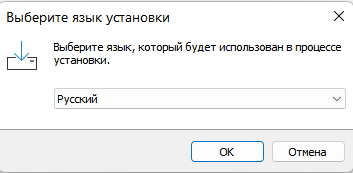 Выберите язык установки
Выберите язык, который будет использован в процессе
установки.
Русский
OK
Отмена